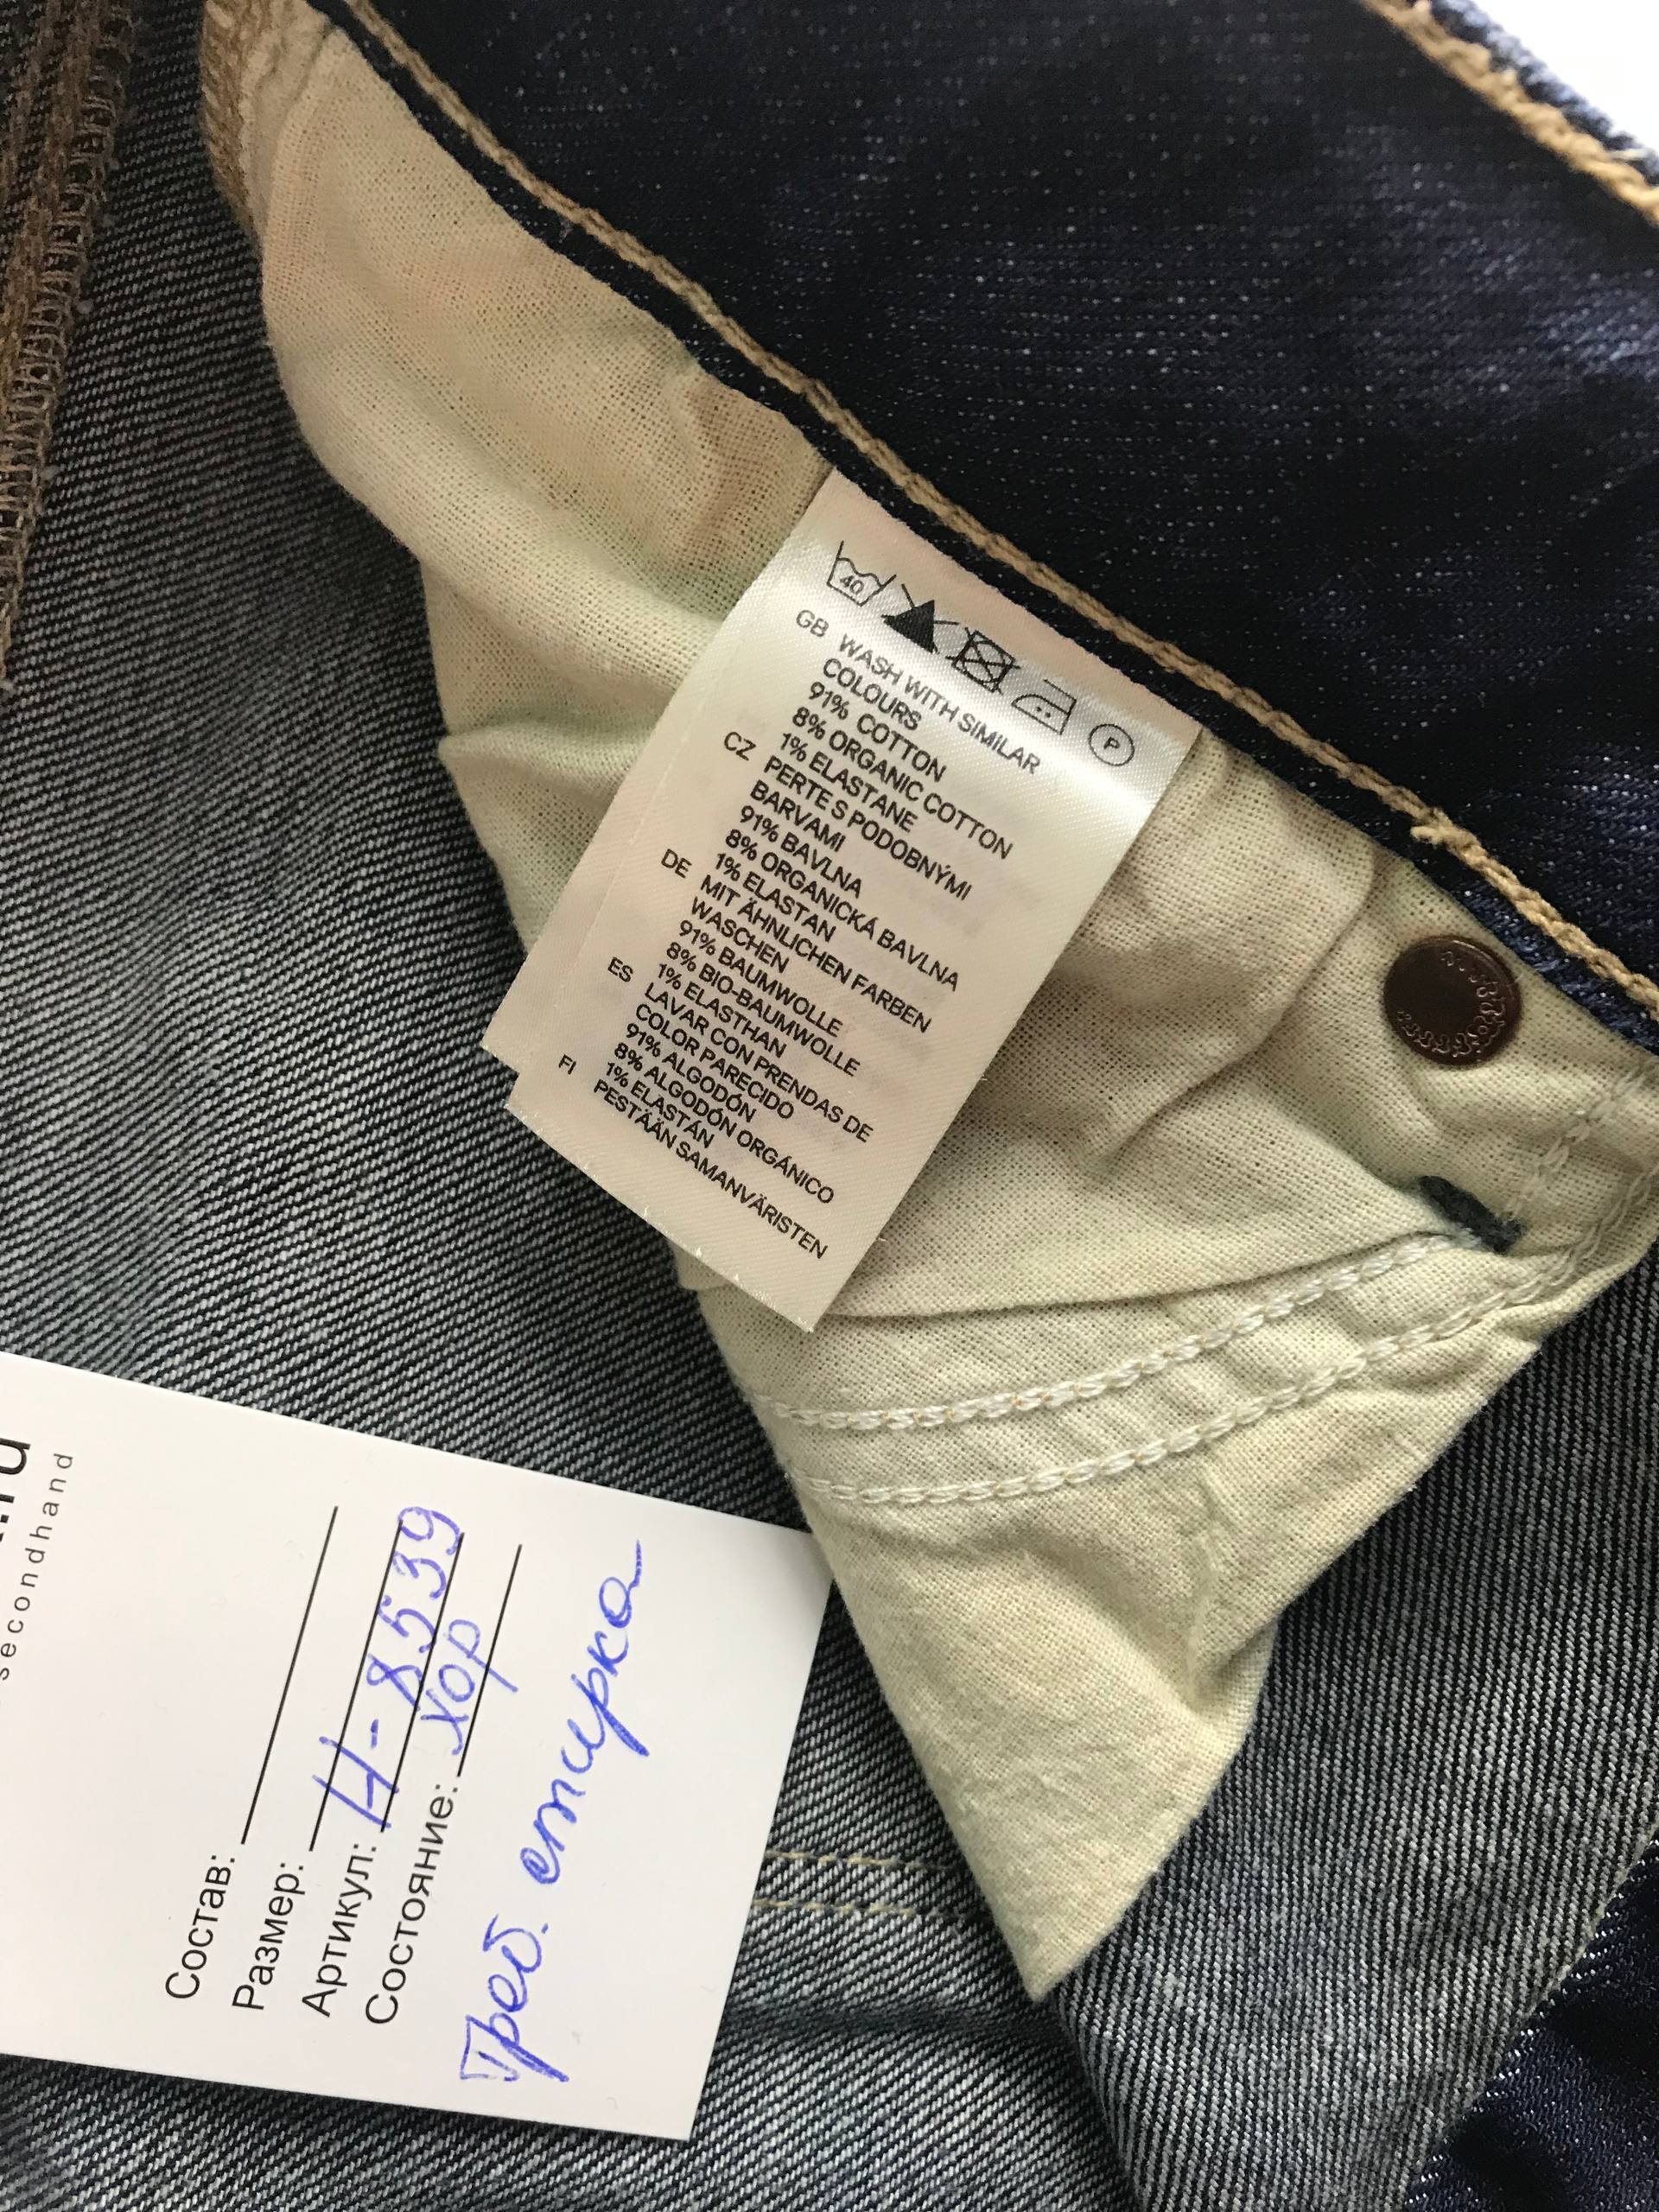 40
P
GB WASH WITH SIMILAR
COLOURS
91% COTTON
8% ORGANIC COTTON
1% ELASTANE
CZ PERTE S PODOBNÝMI
BARVAMI
91% BAVLNA
8% ORGANICKÁ BAVLNA
1% ELASTAN
DE MIT ÄHNLICHEN FARBEN
WASCHEN
91% BAUMWOLLE
8% BIO-BAUMWOLLE
1% ELASTHAN
ES LAVAR CON PRENDAS DE
COLOR PARECIDO
91% ALGODÓN
8% ALGODÓN ORGÁNICO
1% ELASTÁN
FI PESTÄÄN SAMANVÄRISTEN
secondhand
Состав:
Размер:
Артикул: Н-8539
Состояние: хор
Треб. стирка